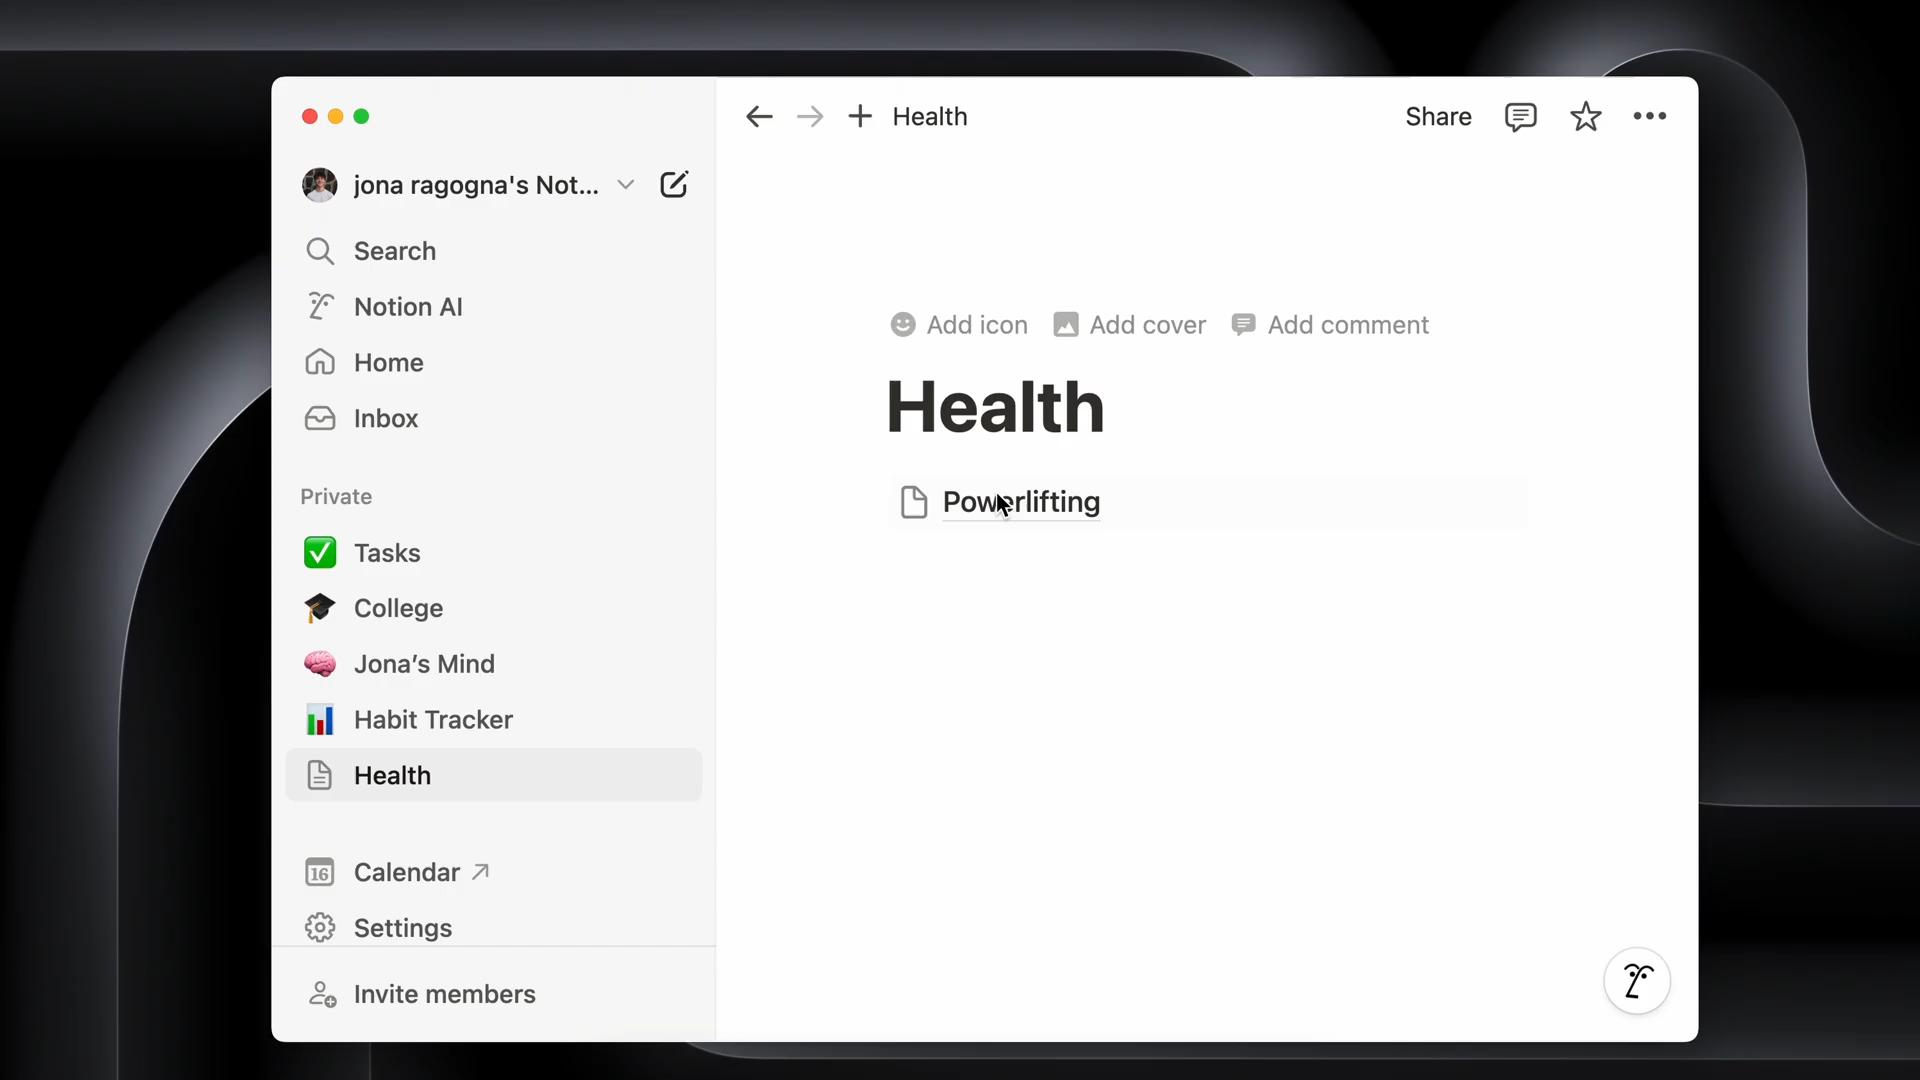 jona ragogna's Not...
Search
Notion AI
Home
Inbox
Private
Tasks
College
Jona’s Mind
Habit Tracker
Health
16
Calendar
Settings
Invite members
Health
Share
Add icon
Add cover
Add comment
Health
Powerlifting